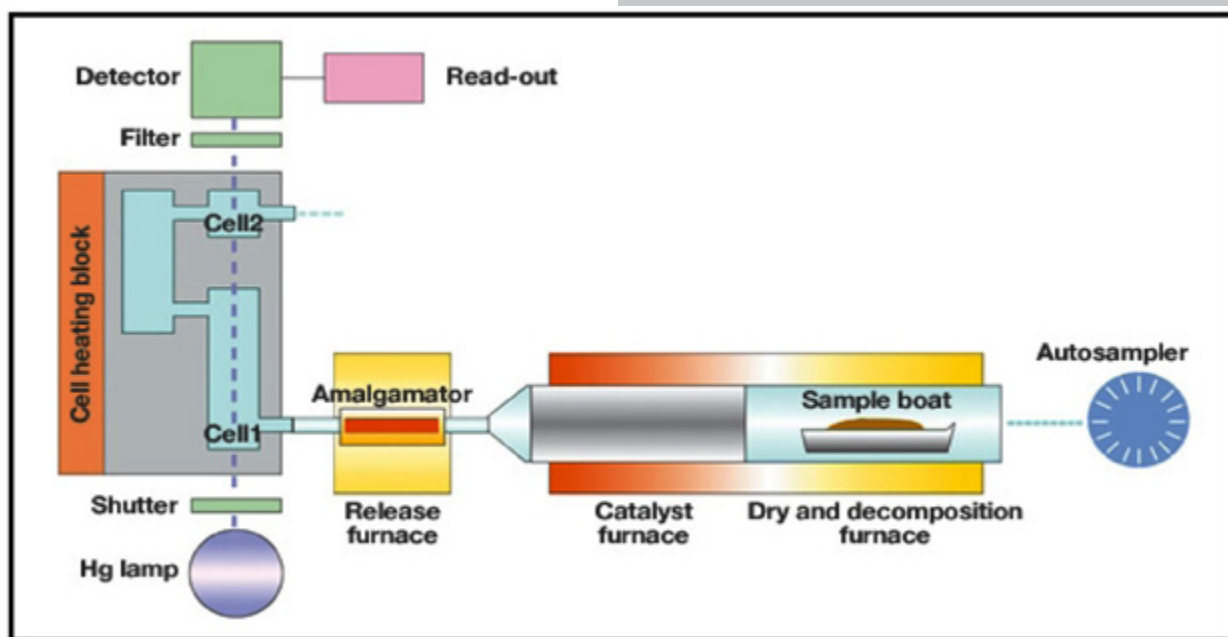 Detector
Read-out
Filter
Cell2
Cell heating block
Autosampler
Amalgamator
Sample boat
Cell1
Shutter
Release
furnace
Catalyst
furnace
Dry and decomposition
furnace
Hg lamp